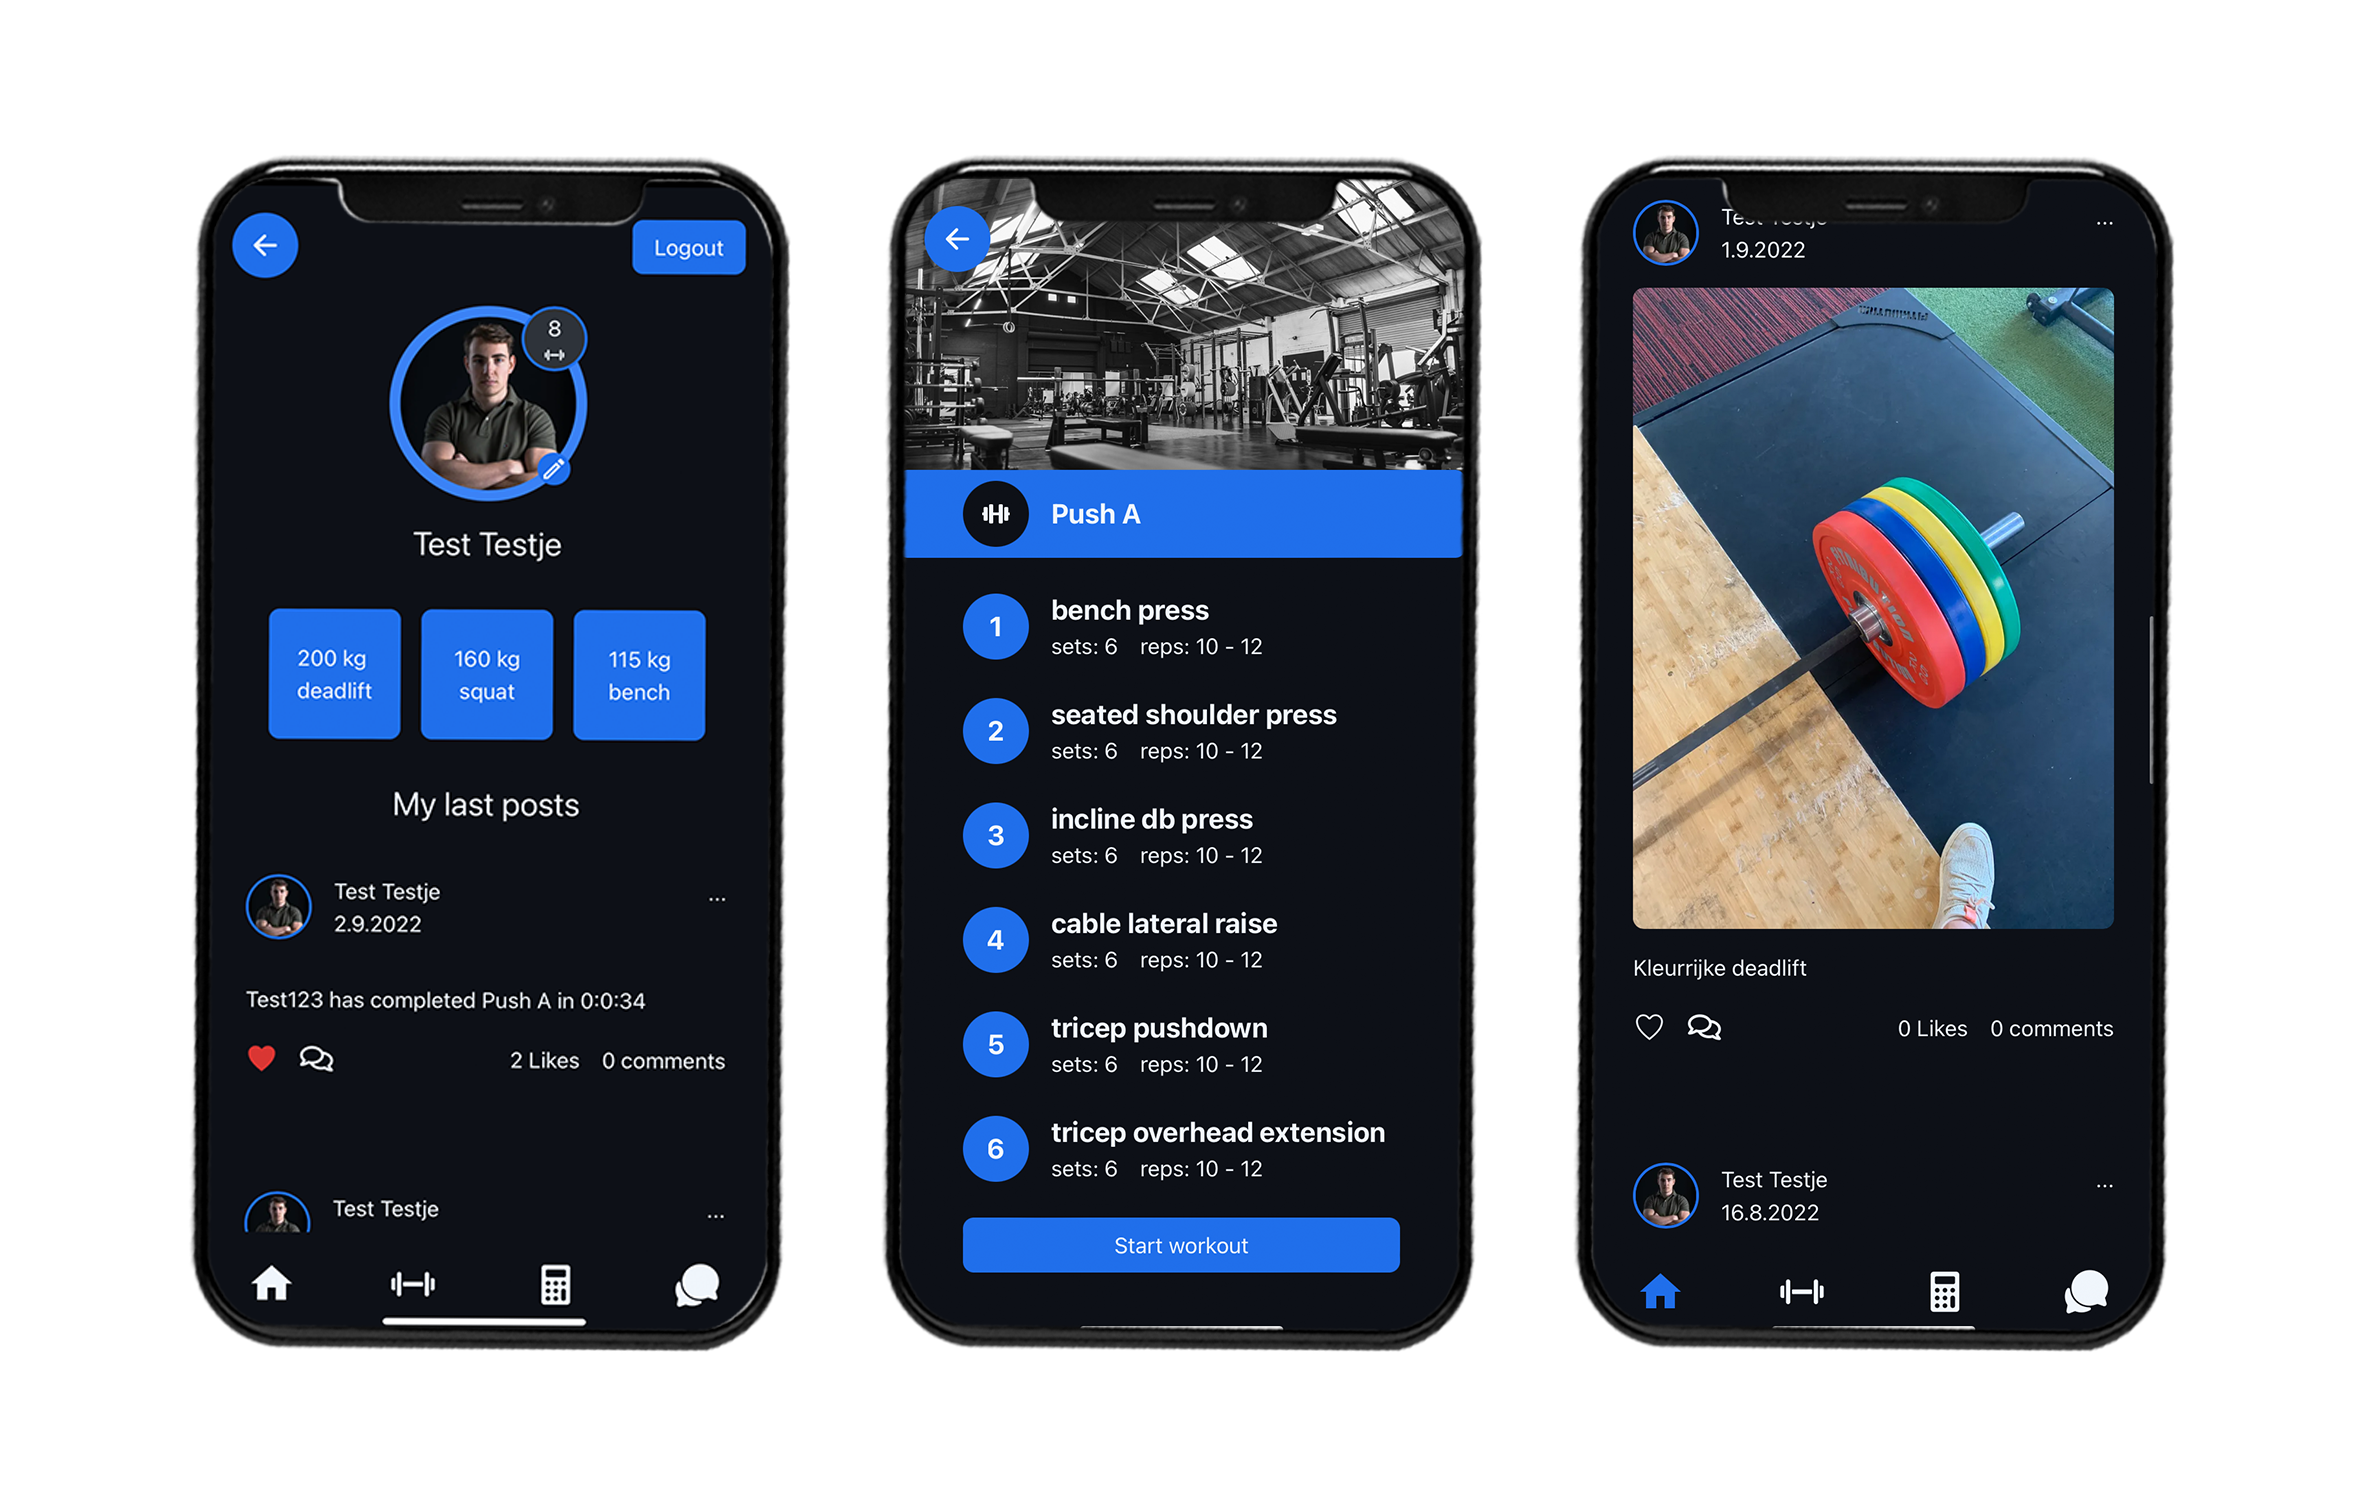 Logout
8
Test Testje
200 kg
deadlift
160 kg
squat
115 kg
bench
My last posts
Test Testje
...
2.9.2022
Test123 has completed Push A in 0:0:34
2 Likes 0 comments
Test Testje
...
Push A
1
bench press
sets: 6 reps: 10 - 12
2
seated shoulder press
sets: 6 reps: 10 - 12
3
incline db press
sets: 6 reps: 10 - 12
4
cable lateral raise
sets: 6 reps: 10 - 12
5
tricep pushdown
sets: 6 reps: 10 - 12
6
tricep overhead extension
sets: 6 reps: 10 - 12
Start workout
Test Testje
...
1.9.2022
Kleurrijke deadlift
0 Likes 0 comments
Test Testje
...
16.8.2022